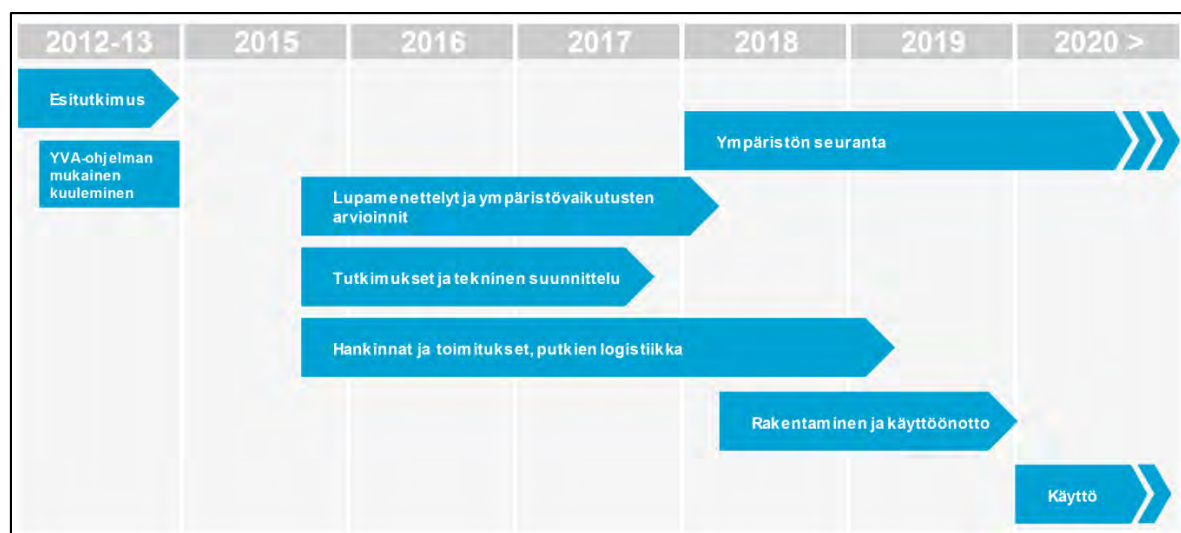 2012-13 2015 2016 2017 2018 2019 2020 >
Esitutkimus
YVA-ohjelman
mukainen
kuuleminen
Ympäristön seuranta
Lupamenettelyt ja ympäristövaikutusten
arvioinnit
Tutkimukset ja tekninen suunnittelu
Hankinnat ja toimitukset, putkien logistiikka
Rakentaminen ja käyttöönotto
Käyttö